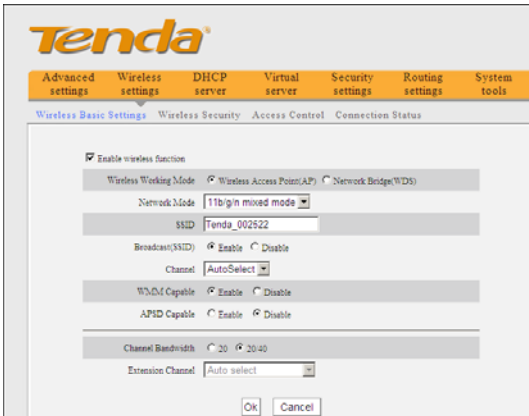 Tenda
Advanced settings Wireless settings DHCP server Virtual server Security settings Routing settings System tools
Wireless Basic Settings Wireless Security Access Control Connection Status
Enable wireless function
Wireless Working Mode Wireless Access Point(AP) Network Bridge(WDS)
Network Mode 11b/g/n mixed mode
SSID Tenda_002522
Broadcast(SSID) Enable Disable
Channel AutoSelect
WMM Capable Enable Disable
APSD Capable Enable Disable
Channel Bandwidth 20 20/40
Extension Channel Auto select
Ok Cancel